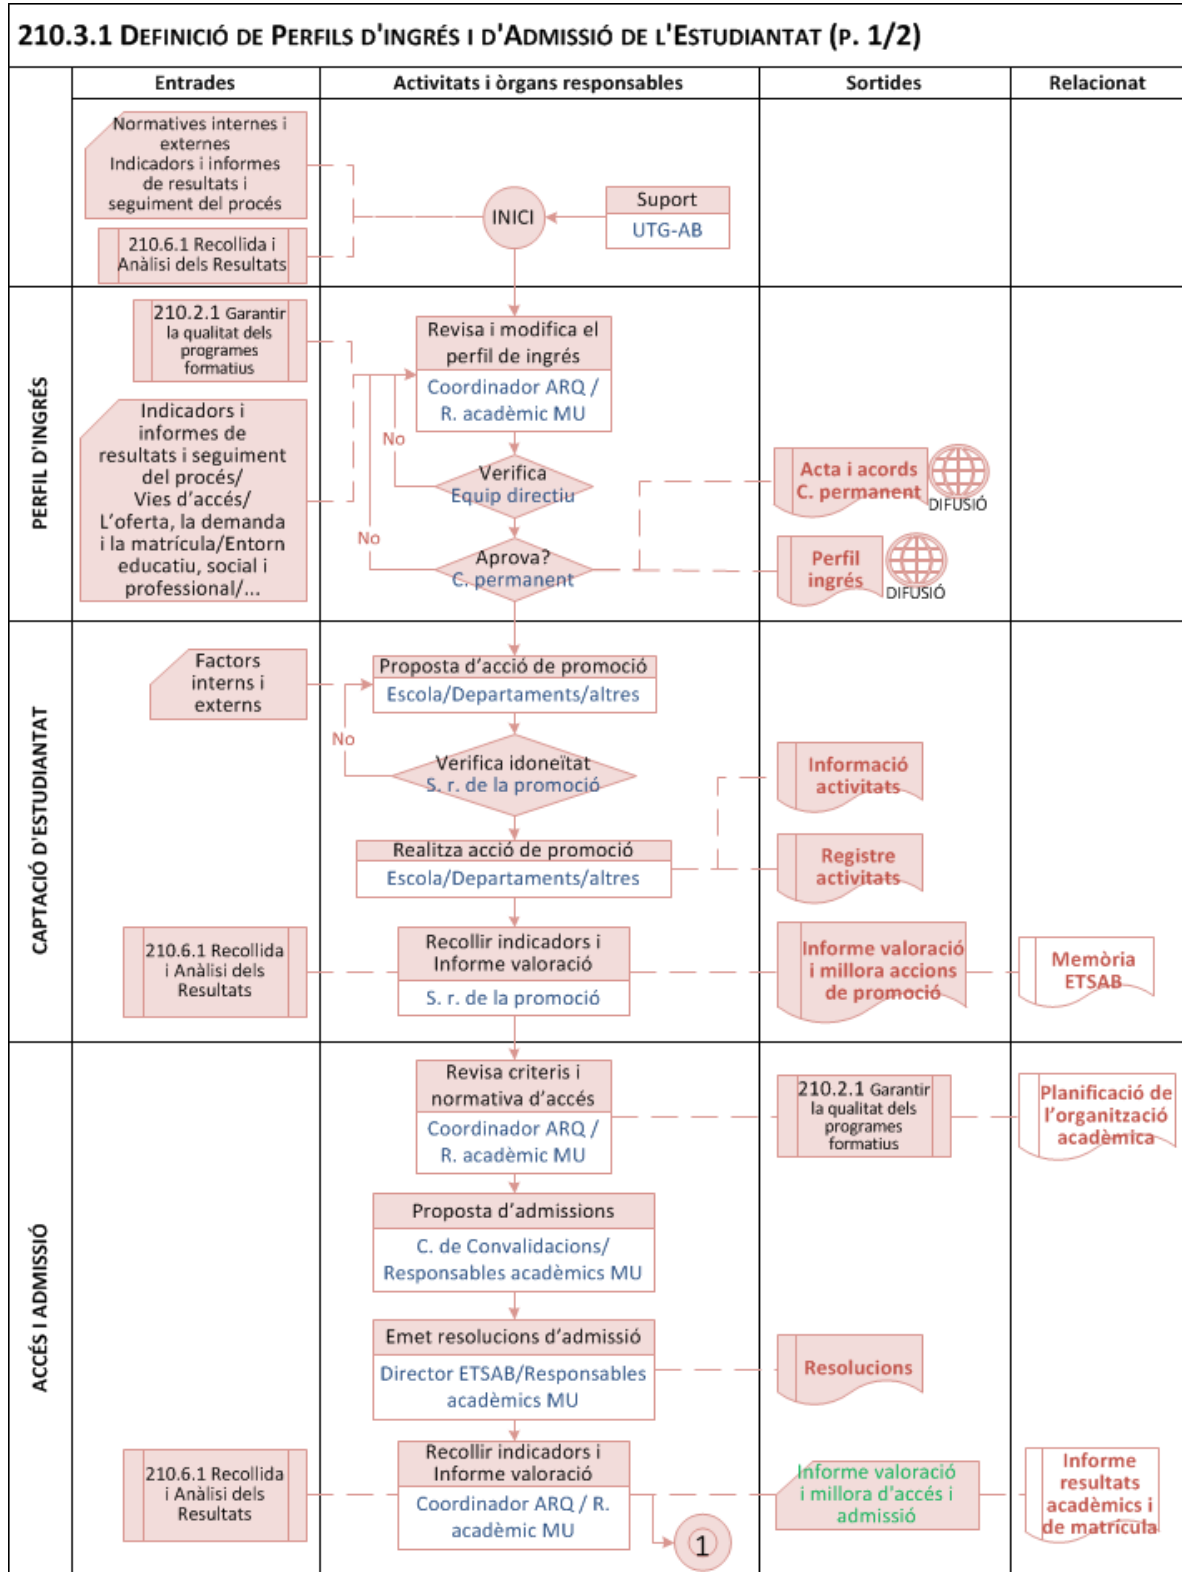 210.3.1 DEFINICIÓ DE PERFILS D'INGRÉS I D'ADMISSIÓ DE L'ESTUDIANTAT (P. 1/2)
Entrades
Activitats i òrgans responsables
Sortides
Relacionat
Normatives internes i
externes
Indicadors i informes
de resultats i
seguiment del procés
210.6.1 Recollida i
Anàlisi dels Resultats
INICI
Suport
UTG-AB
PERFIL D'INGRÉS
210.2.1 Garantir
la qualitat dels
programes
formatius
Indicadors i
informes de
resultats i seguiment
del procés/
Vies d'accés/
L'oferta, la demanda
i la matrícula/Entorn
educatiu, social i
professional/...
Revisa i modifica el
perfil de ingrés
Coordinador ARQ /
R. acadèmic MU
No
Verifica
Equip directiu
No
Aprova?
C. permanent
Acta i acords
C. permanent
DIFUSIÓ
Perfil
ingrés
DIFUSIÓ
CAPTACIÓ D'ESTUDIANTAT
Factors
interns i
externs
Proposta d'acció de promoció
Escola/Departaments/altres
No
Verifica idoneïtat
S. r. de la promoció
Informació
activitats
Realitza acció de promoció
Escola/Departaments/altres
Registre
activitats
210.6.1 Recollida
i Anàlisi dels
Resultats
Recollir indicadors i
Informe valoració
S. r. de la promoció
Informe valoració
i millora accions
de promoció
Memòria
ETSAB
ACCÉS I ADMISSIÓ
Revisa criteris i
normativa d'accés
Coordinador ARQ /
R. acadèmic MU
210.2.1 Garantir
la qualitat dels
programes
formatius
Planificació de
l'organització
acadèmica
Proposta d'admissions
C. de Convalidacions/
Responsables acadèmics MU
Emet resolucions d'admissió
Director ETSAB/Responsables
acadèmics MU
Resolucions
210.6.1 Recollida
i Anàlisi dels
Resultats
Recollir indicadors i
Informe valoració
Coordinador ARQ / R.
acadèmic MU
1
Informe valoració
i millora d'accés i
admissió
Informe
resultats
acadèmics i
de matrícula